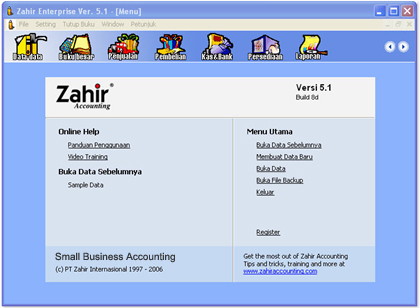 Zahir Enterprise Ver. 5.1 - [Menu]
File Setting Tutup Buku Window Petunjuk
Data-data Buku besar Penjualan Pembelian Kas&Bank Persediaan Laporan
Zahir®
Accounting
Versi 5.1
Build 8d
Online Help
Panduan Penggunaan
Video Training
Buka Data Sebelumnya
Sample Data
Menu Utama
Buka Data Sebelumnya
Membuat Data Baru
Buka Data
Buka File Backup
Keluar
Register
Small Business Accounting
(c) PT Zahir Internasional 1997 - 2006
Get the most out of Zahir Accounting
Tips and tricks, training and more at
www.zahiraccounting.com